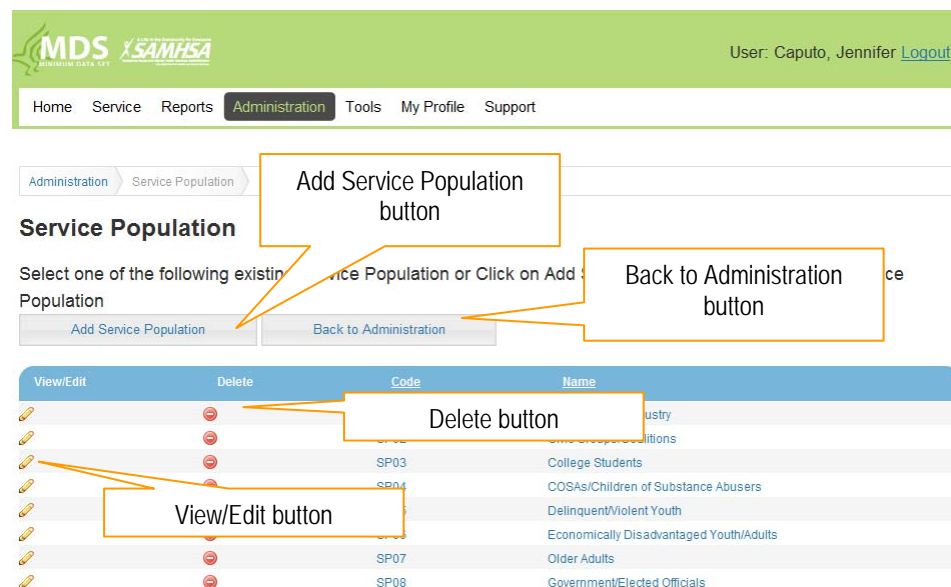 MDS
MINIMUM DATA SET
SAMHSA
User: Caputo, Jennifer Logout
Home Service Reports Administration Tools My Profile Support
Administration Service Population
Add Service Population
button
Service Population
Select one of the following existin vice Population or Click on Add ce
Population
Back to Administration
button
Add Service Population Back to Administration
View/Edit Delete Code Name
Delete button
ustry
SP03 College Students
SP04 COSAs/Children of Substance Abusers
View/Edit button
Delinquent/Violent Youth
Economically Disadvantaged Youth/Adults
SP07 Older Adults
SP08 Government/Elected Officials